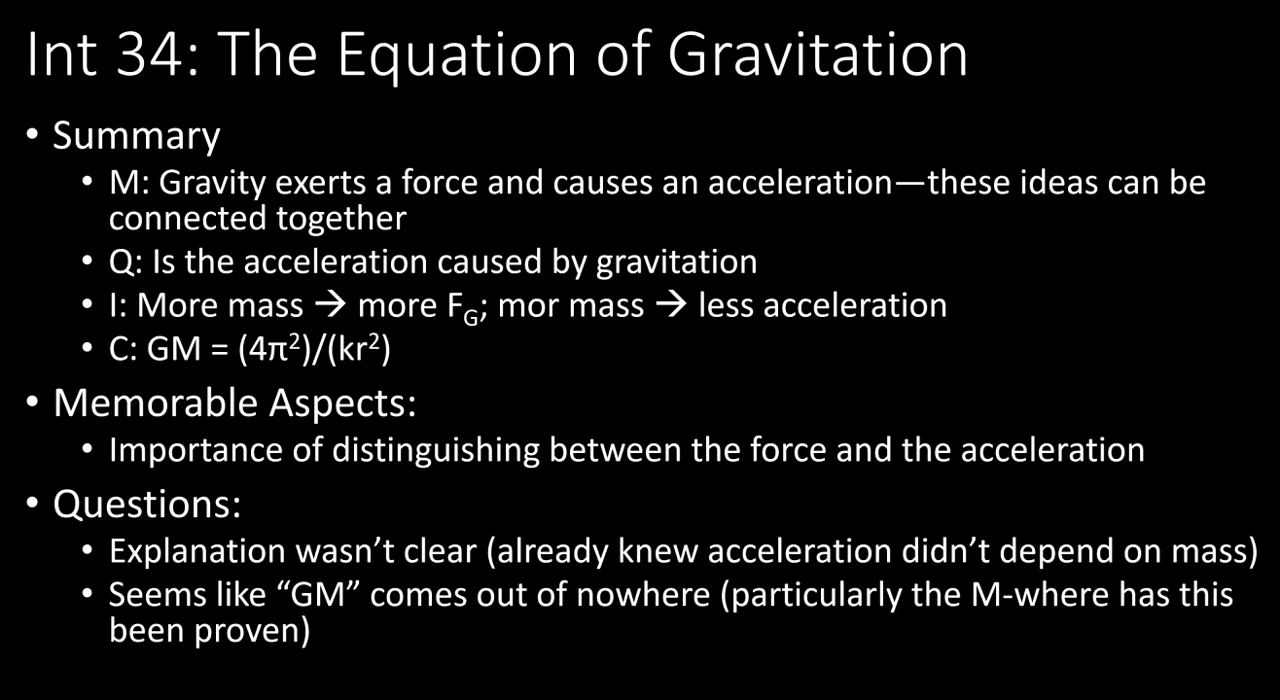 Int 34: The Equation of Gravitation
• Summary
• M: Gravity exerts a force and causes an acceleration—these ideas can be
connected together
• Q: Is the acceleration caused by gravitation
• I: More mass → more F_G; mor mass → less acceleration
• C: GM = (4π²)/(kr²)
• Memorable Aspects:
• Importance of distinguishing between the force and the acceleration
• Questions:
• Explanation wasn’t clear (already knew acceleration didn’t depend on mass)
• Seems like “GM” comes out of nowhere (particularly the M-where has this
been proven)